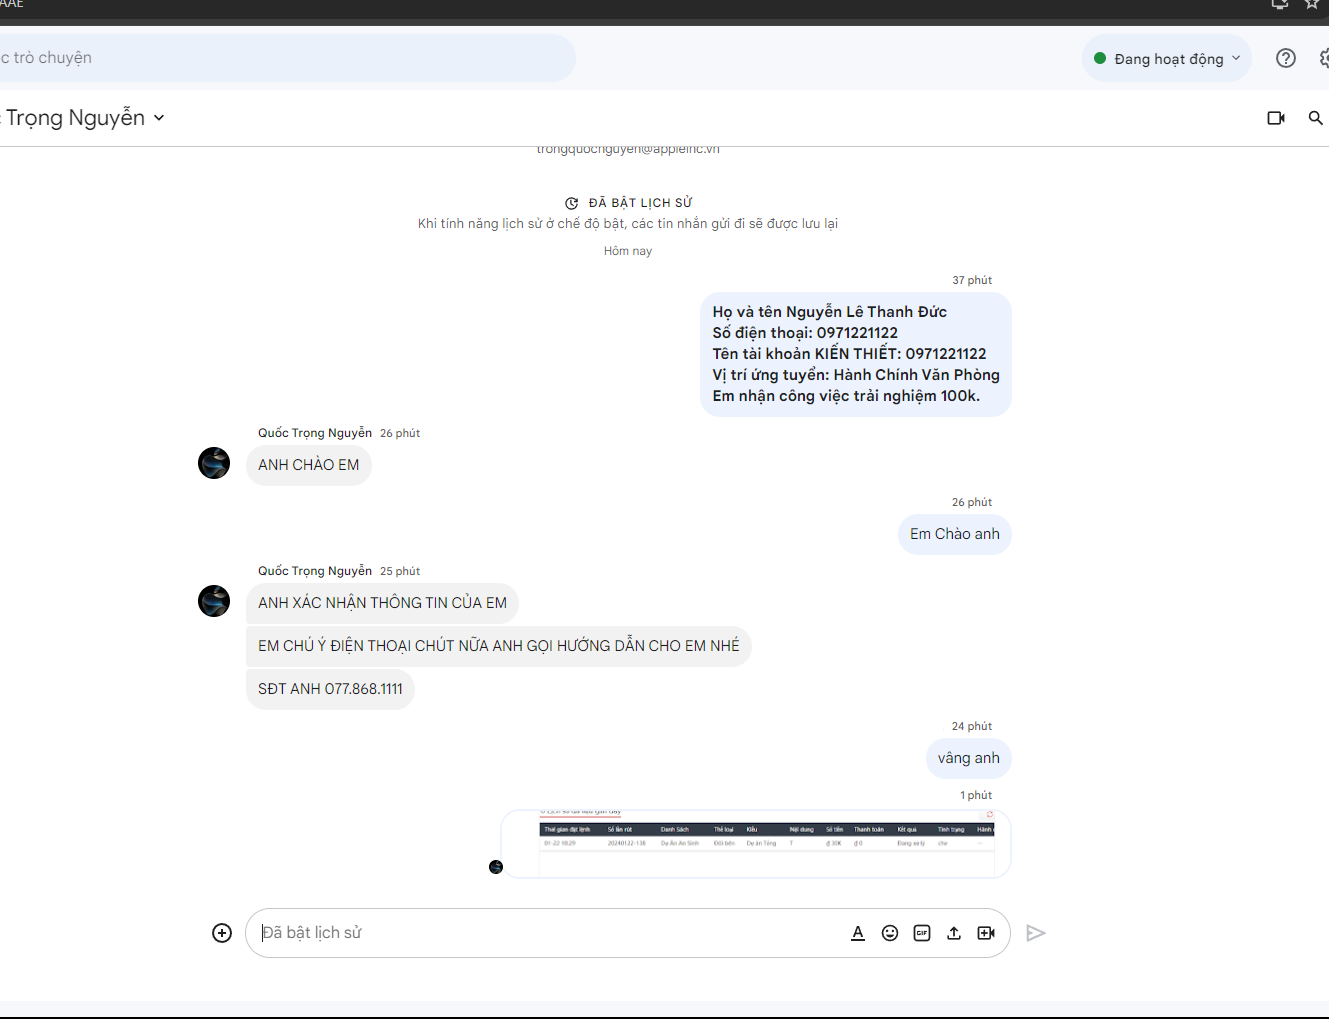 AAE
c trò chuyện
Đang hoạt động
Trọng Nguyễn
trongquocnguyen@appleinc.vn
ĐÃ BẬT LỊCH SỬ
Khi tính năng lịch sử ở chế độ bật, các tin nhắn gửi đi sẽ được lưu lại
Hôm nay
37 phút
Họ và tên Nguyễn Lê Thanh Đức
Số điện thoại: 0971221122
Tên tài khoản KIẾN THIẾT: 0971221122
Vị trí ứng tuyển: Hành Chính Văn Phòng
Em nhận công việc trải nghiệm 100k.
Quốc Trọng Nguyễn 26 phút
ANH CHÀO EM
26 phút
Em Chào anh
Quốc Trọng Nguyễn 25 phút
ANH XÁC NHẬN THÔNG TIN CỦA EM
EM CHÚ Ý ĐIỆN THOẠI CHÚT NỮA ANH GỌI HƯỚNG DẪN CHO EM NHÉ
SĐT ANH 077.868.1111
24 phút
vâng anh
1 phút
Thời gian đặt lệnh Số lần rút Danh Sách Thể loại Kiểu Nội dung Số tiền Thanh toán Kết quả Tình trạng Hành
01-22 18:29 20240122-138 Dự Án An Sinh Đôi bên Dự án Tổng T ₫ 30K ₫ 0 Đang xử lý chờ --
Đã bật lịch sử
GIF